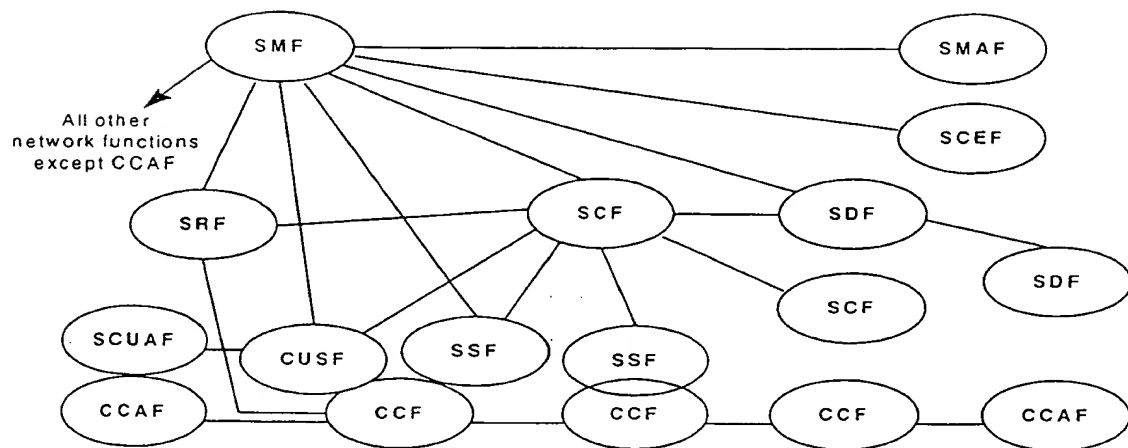 SMF
SMAF
All other
network functions
except CCAF
SCEF
SRF
SCF
SDF
SDF
SCF
SCUAF
CUSF
SSF
SSF
CCAF
CCF
CCF
CCF
CCAF